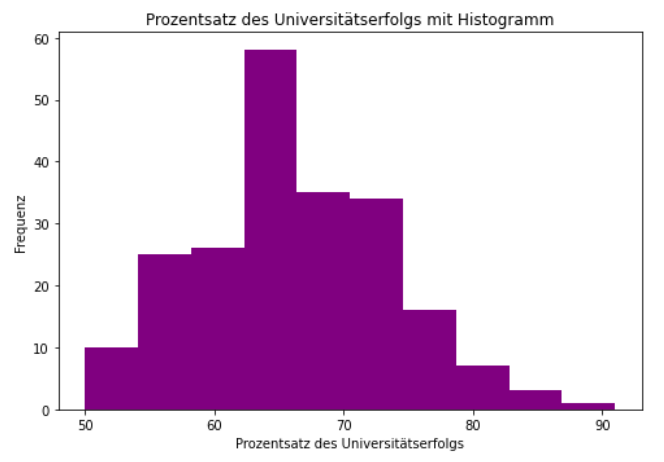 Prozentsatz des Universitätserfolgs mit Histogramm
60
50
40
30
20
10
0
Frequenz
50 60 70 80 90
Prozentsatz des Universitätserfolgs